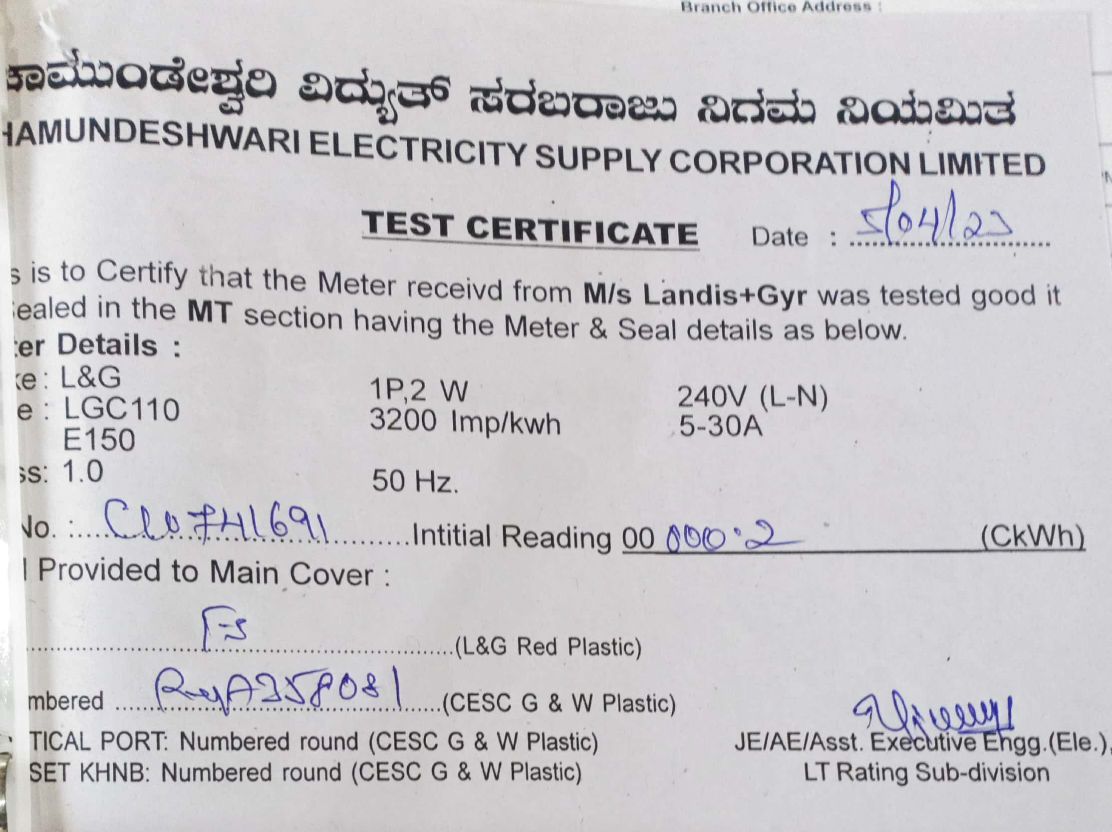 Branch Office Address :
ಚಾಮುಂಡೇಶ್ವರಿ ವಿದ್ಯುತ್ ಸರಬರಾಜು ನಿಗಮ ನಿಯಮಿತ
HAMUNDESHWARI ELECTRICITY SUPPLY CORPORATION LIMITED
TEST CERTIFICATE Date : 5/04/23
s is to Certify that the Meter receivd from M/s Landis+Gyr was tested good it
ealed in the MT section having the Meter & Seal details as below.
er Details :
ke : L&G 1P,2 W 240V (L-N)
e : LGC110 3200 Imp/kwh 5-30A
E150
ss: 1.0 50 Hz.
No. : Intitial Reading 00 000.2 (CkWh)
l Provided to Main Cover :
(L&G Red Plastic)
mbered (CESC G & W Plastic)
TICAL PORT: Numbered round (CESC G & W Plastic) JE/AE/Asst. Executive Engg.(Ele.),
SET KHNB: Numbered round (CESC G & W Plastic) LT Rating Sub-division